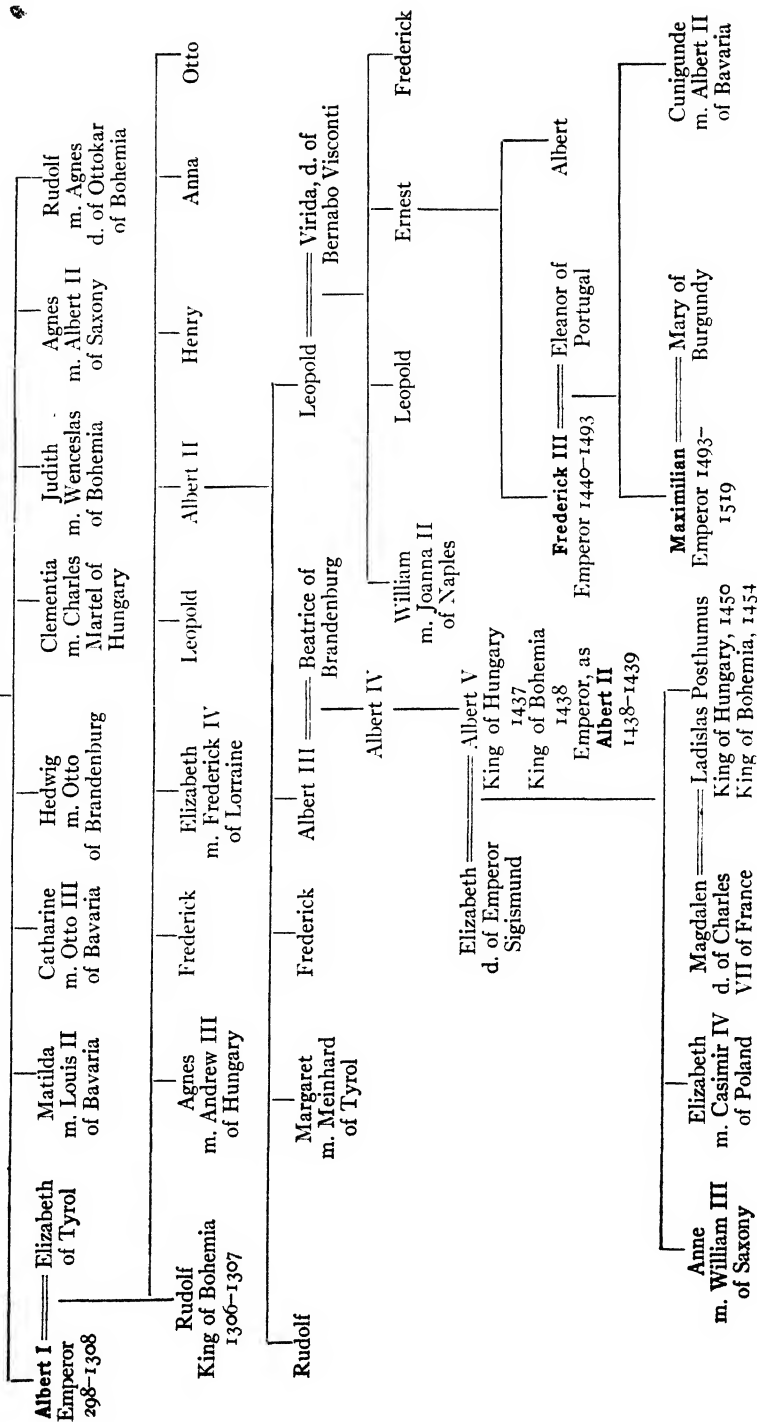 Albert I
Emperor
298–1308
Elizabeth
of Tyrol
Matilda
m. Louis II
of Bavaria
Catharine
m. Otto III
of Bavaria
Hedwig
m. Otto
of Brandenburg
Clementia
m. Charles
Martel of
Hungary
Judith
m. Wenceslas
of Bohemia
Agnes
m. Albert II
of Saxony
Rudolf
m. Agnes
d. of Ottokar
of Bohemia
Rudolf
King of Bohemia
1306–1307
Agnes
m. Andrew III
of Hungary
Frederick
Elizabeth
m. Frederick IV
of Lorraine
Leopold
Albert II
Henry
Anna
Otto
Rudolf
Margaret
m. Meinhard
of Tyrol
Frederick
Albert III
Beatrice of
Brandenburg
Leopold
Virida, d. of
Bernabo Visconti
Albert IV
William
m. Joanna II
of Naples
Leopold
Ernest
Frederick
Elizabeth
d. of Emperor
Sigismund
Albert V
King of Hungary
1437
King of Bohemia
1438
Emperor, as
Albert II
1438–1439
Frederick III
Emperor 1440–1493
Eleanor of
Portugal
Albert
Anne
m. William III
of Saxony
Elizabeth
m. Casimir IV
of Poland
Magdalen
d. of Charles
VII of France
Ladislas Posthumus
King of Hungary, 1450
King of Bohemia, 1454
Maximilian
Emperor 1493–
1519
Mary of
Burgundy
Cunigunde
m. Albert II
of Bavaria